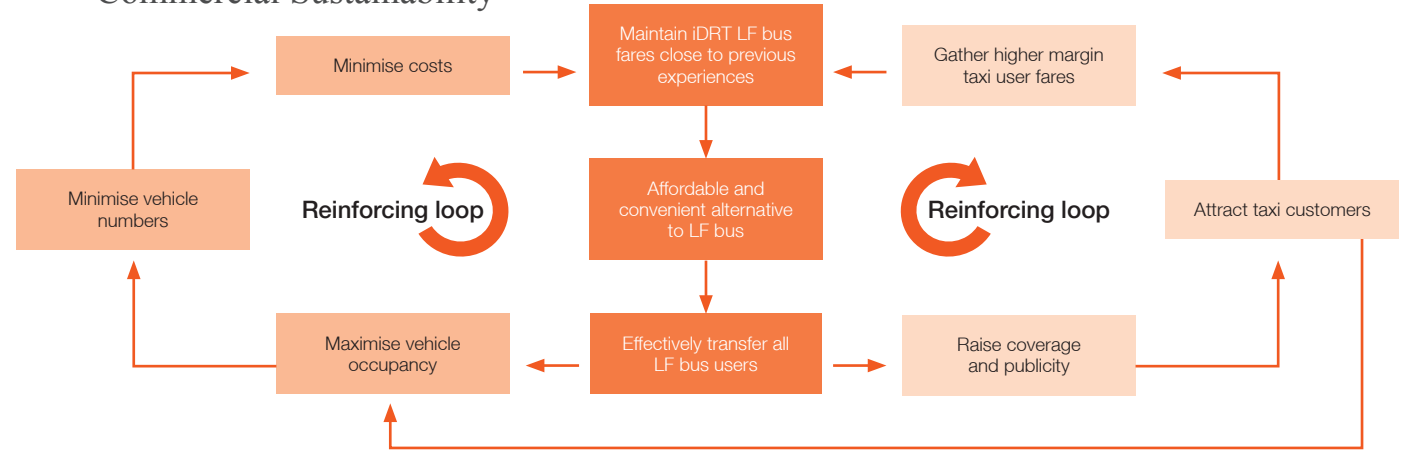 Commercial Sustainability
Minimise costs
Maintain iDRT LF bus
fares close to previous
experiences
Gather higher margin
taxi user fares
Minimise vehicle
numbers
Reinforcing loop
Affordable and
convenient alternative
to LF bus
Reinforcing loop
Attract taxi customers
Maximise vehicle
occupancy
Effectively transfer all
LF bus users
Raise coverage
and publicity